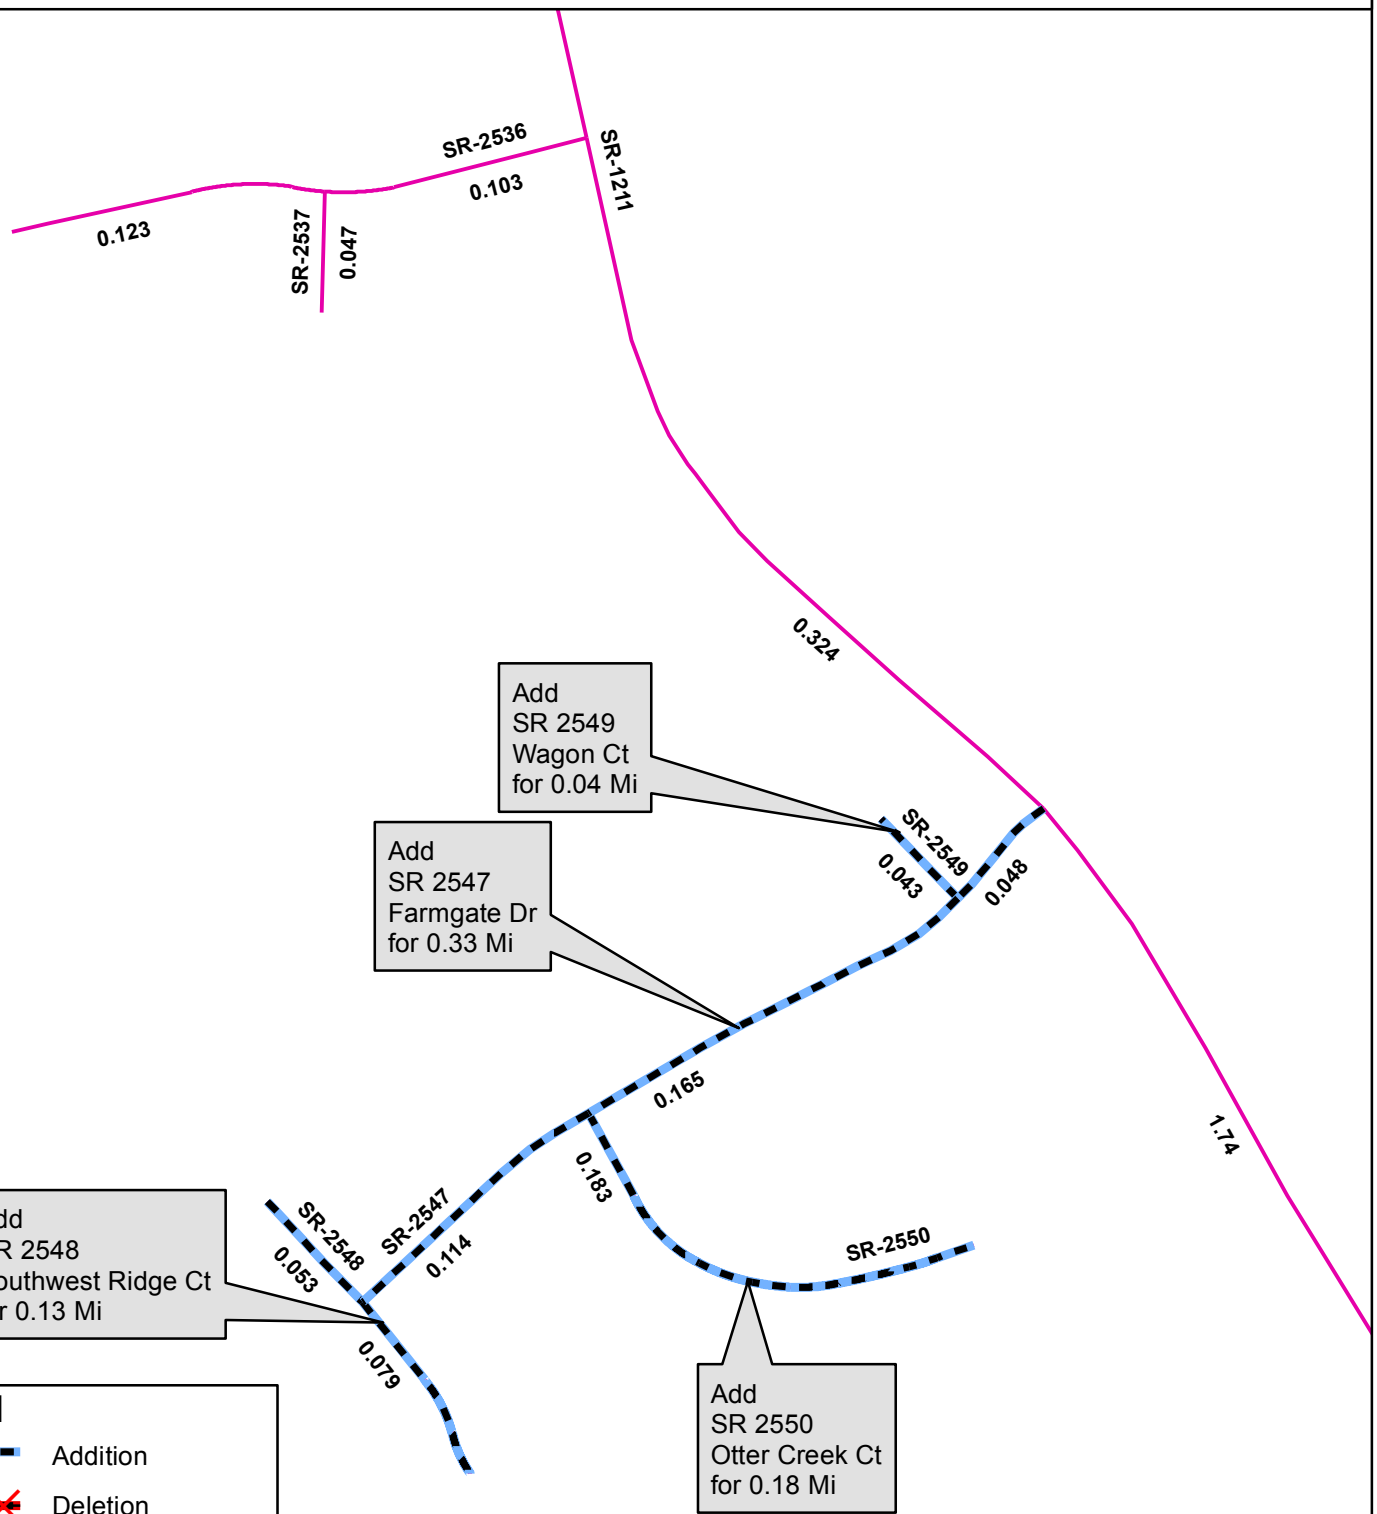 SR-2536
SR-1211
0.103
0.123
SR-2537
0.047
0.324
Add
SR 2549
Wagon Ct
for 0.04 Mi
SR-2549
0.043
0.048
Add
SR 2547
Farmgate Dr
for 0.33 Mi
0.165
1.74
0.183
SR-2547
0.114
SR-2550
SR-2548
0.053
dd
R 2548
outhwest Ridge Ct
r 0.13 Mi
0.079
Add
SR 2550
Otter Creek Ct
for 0.18 Mi
Addition
Deletion